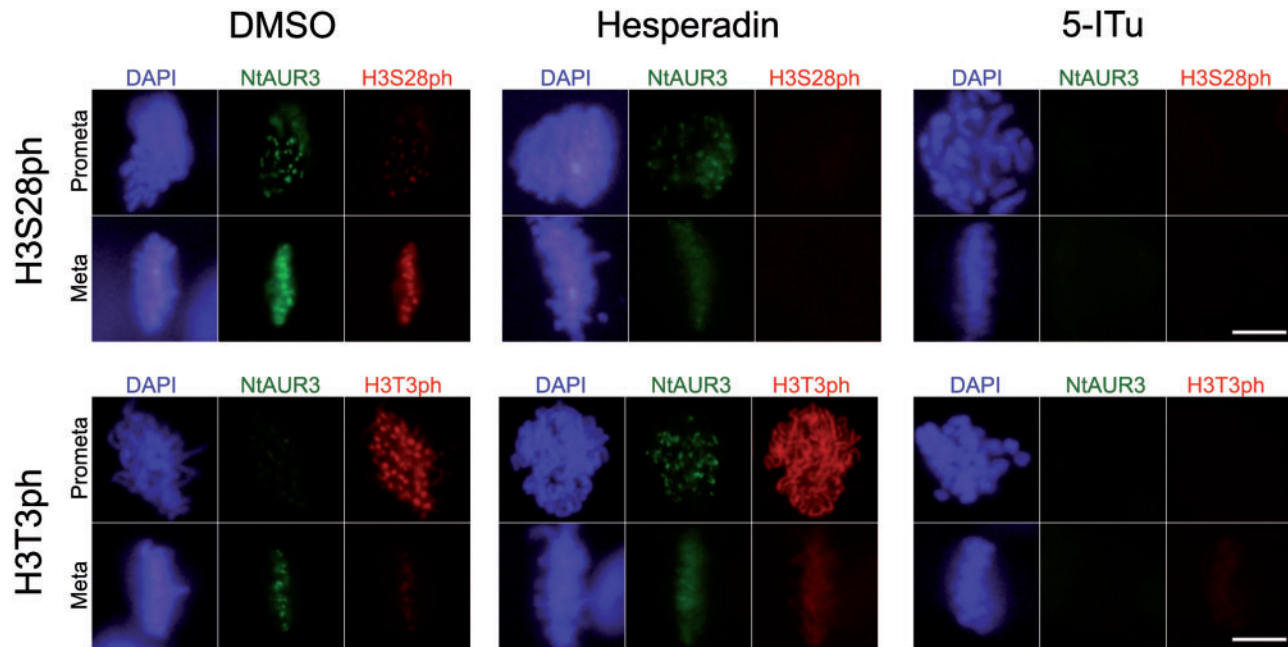 DMSO Hesperadin 5-ITu
DAPI NtAUR3 H3S28ph DAPI NtAUR3 H3S28ph DAPI NtAUR3 H3S28ph
H3S28ph
Prometa
Meta
DAPI NtAUR3 H3T3ph DAPI NtAUR3 H3T3ph DAPI NtAUR3 H3T3ph
H3T3ph
Prometa
Meta